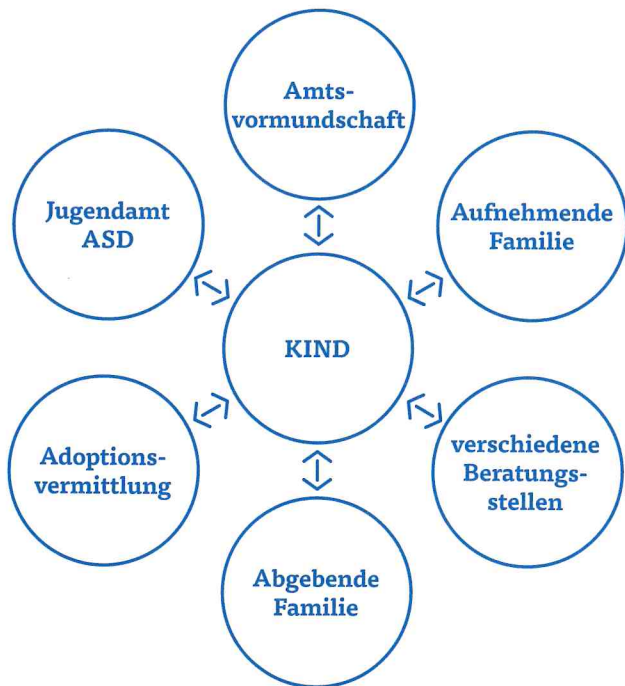 Amts-
vormundschaft
Jugendamt
ASD
Aufnehmende
Familie
KIND
Adoptions-
vermittlung
verschiedene
Beratungs-
stellen
Abgebende
Familie